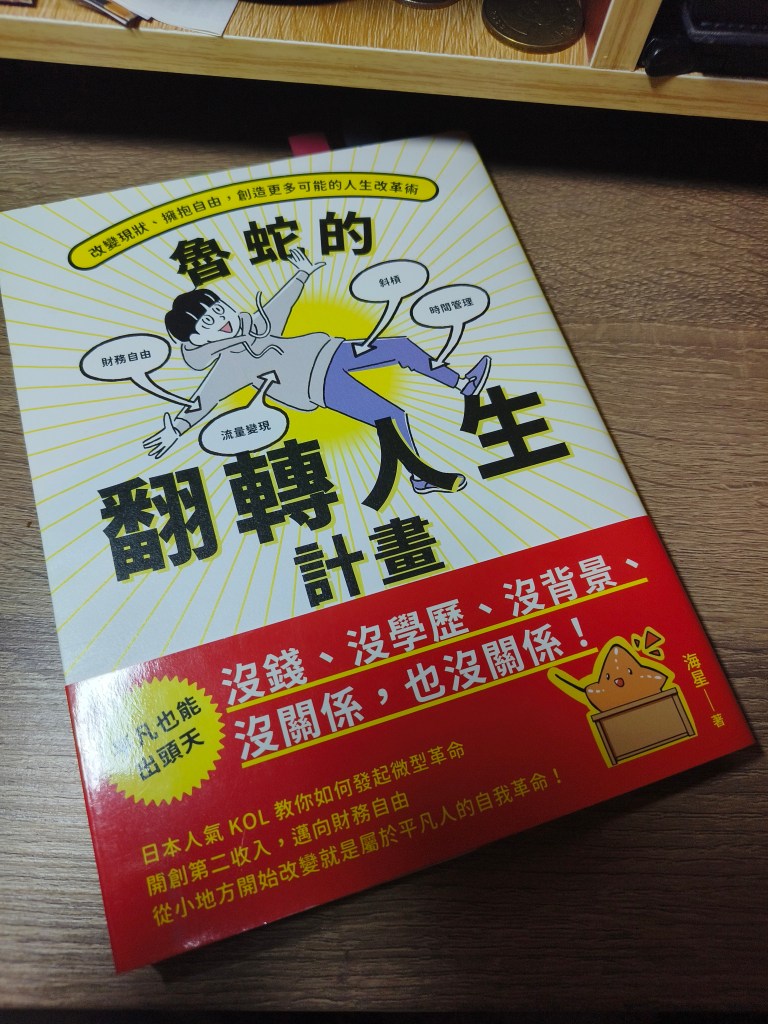 改變現狀、擁抱自由，創造更多可能的人生改革術
魯蛇的
斜槓
時間管理
財務自由
流量變現
翻轉人生
計畫
沒錢、沒學歷、沒背景、
沒關係，也沒關係！
海星——著
凡也能
出頭天
日本人氣 KOL 教你如何發起微型革命
開創第二收入，邁向財務自由
從小地方開始改變就是屬於平凡人的自我革命！